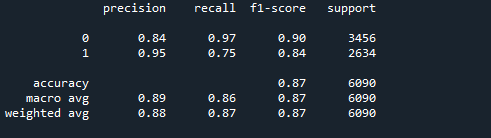 precision recall f1-score support
0 0.84 0.97 0.90 3456
1 0.95 0.75 0.84 2634
accuracy 0.87 6090
macro avg 0.89 0.86 0.87 6090
weighted avg 0.88 0.87 0.87 6090